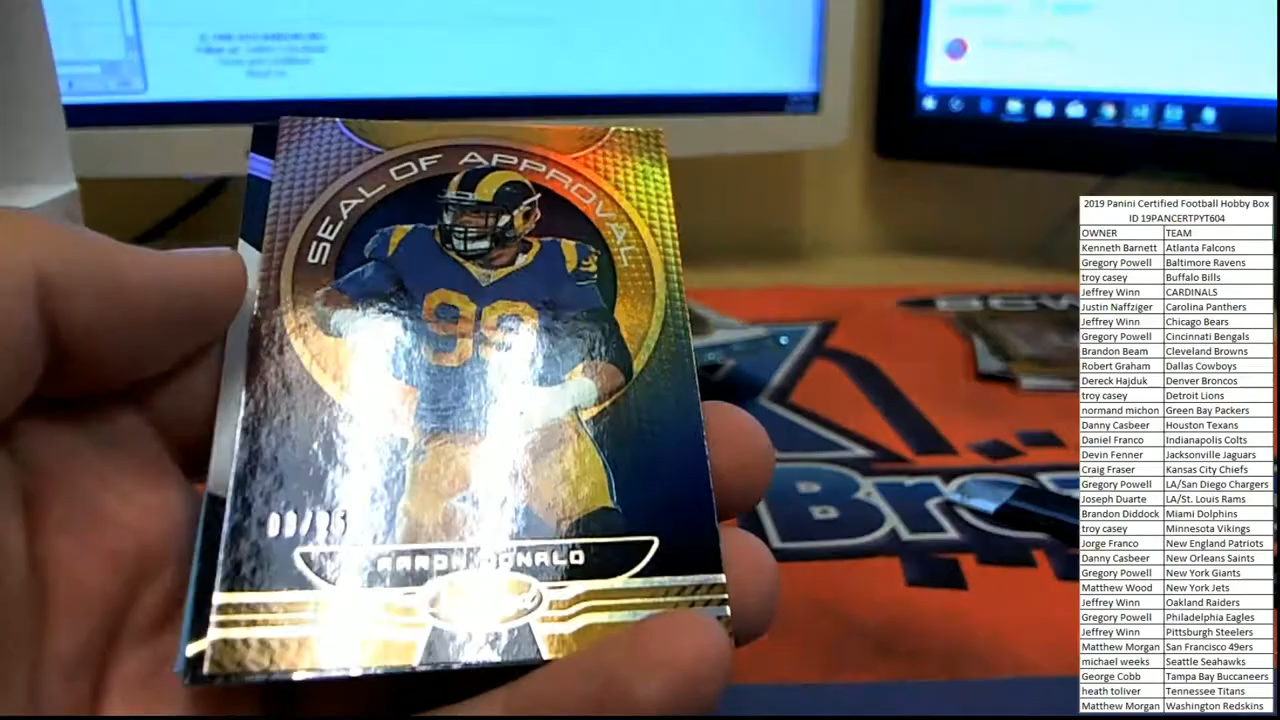 SEAL OF APPROVAL
99
AARON DONALD
2019 Panini Certified Football Hobby Box
ID 19PANCERTPYT604
OWNER TEAM
Kenneth Barnett Atlanta Falcons
Gregory Powell Baltimore Ravens
troy casey Buffalo Bills
Jeffrey Winn CARDINALS
Justin Naffziger Carolina Panthers
Jeffrey Winn Chicago Bears
Gregory Powell Cincinnati Bengals
Brandon Beam Cleveland Browns
Robert Graham Dallas Cowboys
Dereck Hajduk Denver Broncos
troy casey Detroit Lions
normand michon Green Bay Packers
Danny Casbeer Houston Texans
Daniel Franco Indianapolis Colts
Devin Fenner Jacksonville Jaguars
Craig Fraser Kansas City Chiefs
Gregory Powell LA/San Diego Chargers
Joseph Duarte LA/St. Louis Rams
Brandon Diddock Miami Dolphins
troy casey Minnesota Vikings
Jorge Franco New England Patriots
Danny Casbeer New Orleans Saints
Gregory Powell New York Giants
Matthew Wood New York Jets
Jeffrey Winn Oakland Raiders
Gregory Powell Philadelphia Eagles
Jeffrey Winn Pittsburgh Steelers
Matthew Morgan San Francisco 49ers
michael weeks Seattle Seahawks
George Cobb Tampa Bay Buccaneers
heath toliver Tennessee Titans
Matthew Morgan Washington Redskins